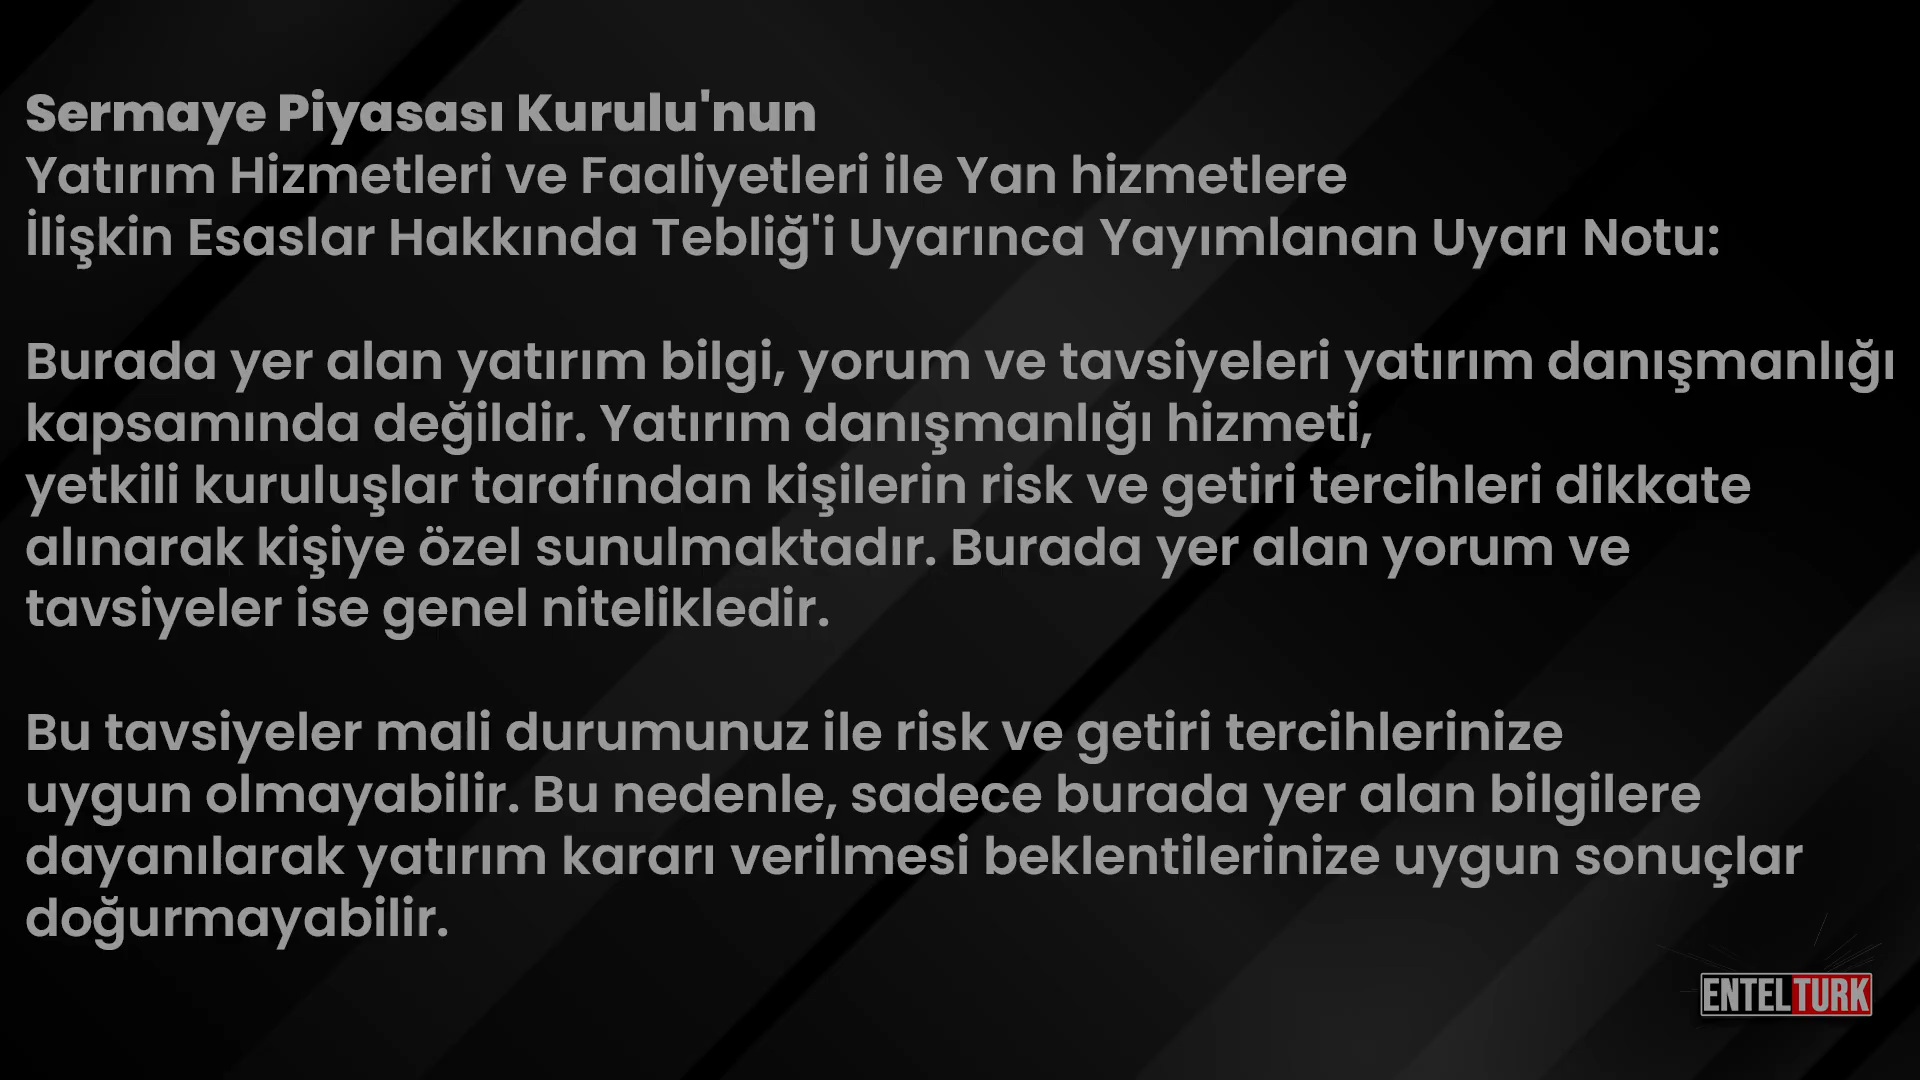 Sermaye Piyasası Kurulu'nun
Yatırım Hizmetleri ve Faaliyetleri ile Yan hizmetlere
İlişkin Esaslar Hakkında Tebliğ'i Uyarınca Yayımlanan Uyarı Notu:
Burada yer alan yatırım bilgi, yorum ve tavsiyeleri yatırım danışmanlığı
kapsamında değildir. Yatırım danışmanlığı hizmeti,
yetkili kuruluşlar tarafından kişilerin risk ve getiri tercihleri dikkate
alınarak kişiye özel sunulmaktadır. Burada yer alan yorum ve
tavsiyeler ise genel nitelikledir.
Bu tavsiyeler mali durumunuz ile risk ve getiri tercihlerinize
uygun olmayabilir. Bu nedenle, sadece burada yer alan bilgilere
dayanılarak yatırım kararı verilmesi beklentilerinize uygun sonuçlar
doğurmayabilir.
ENTELTURK